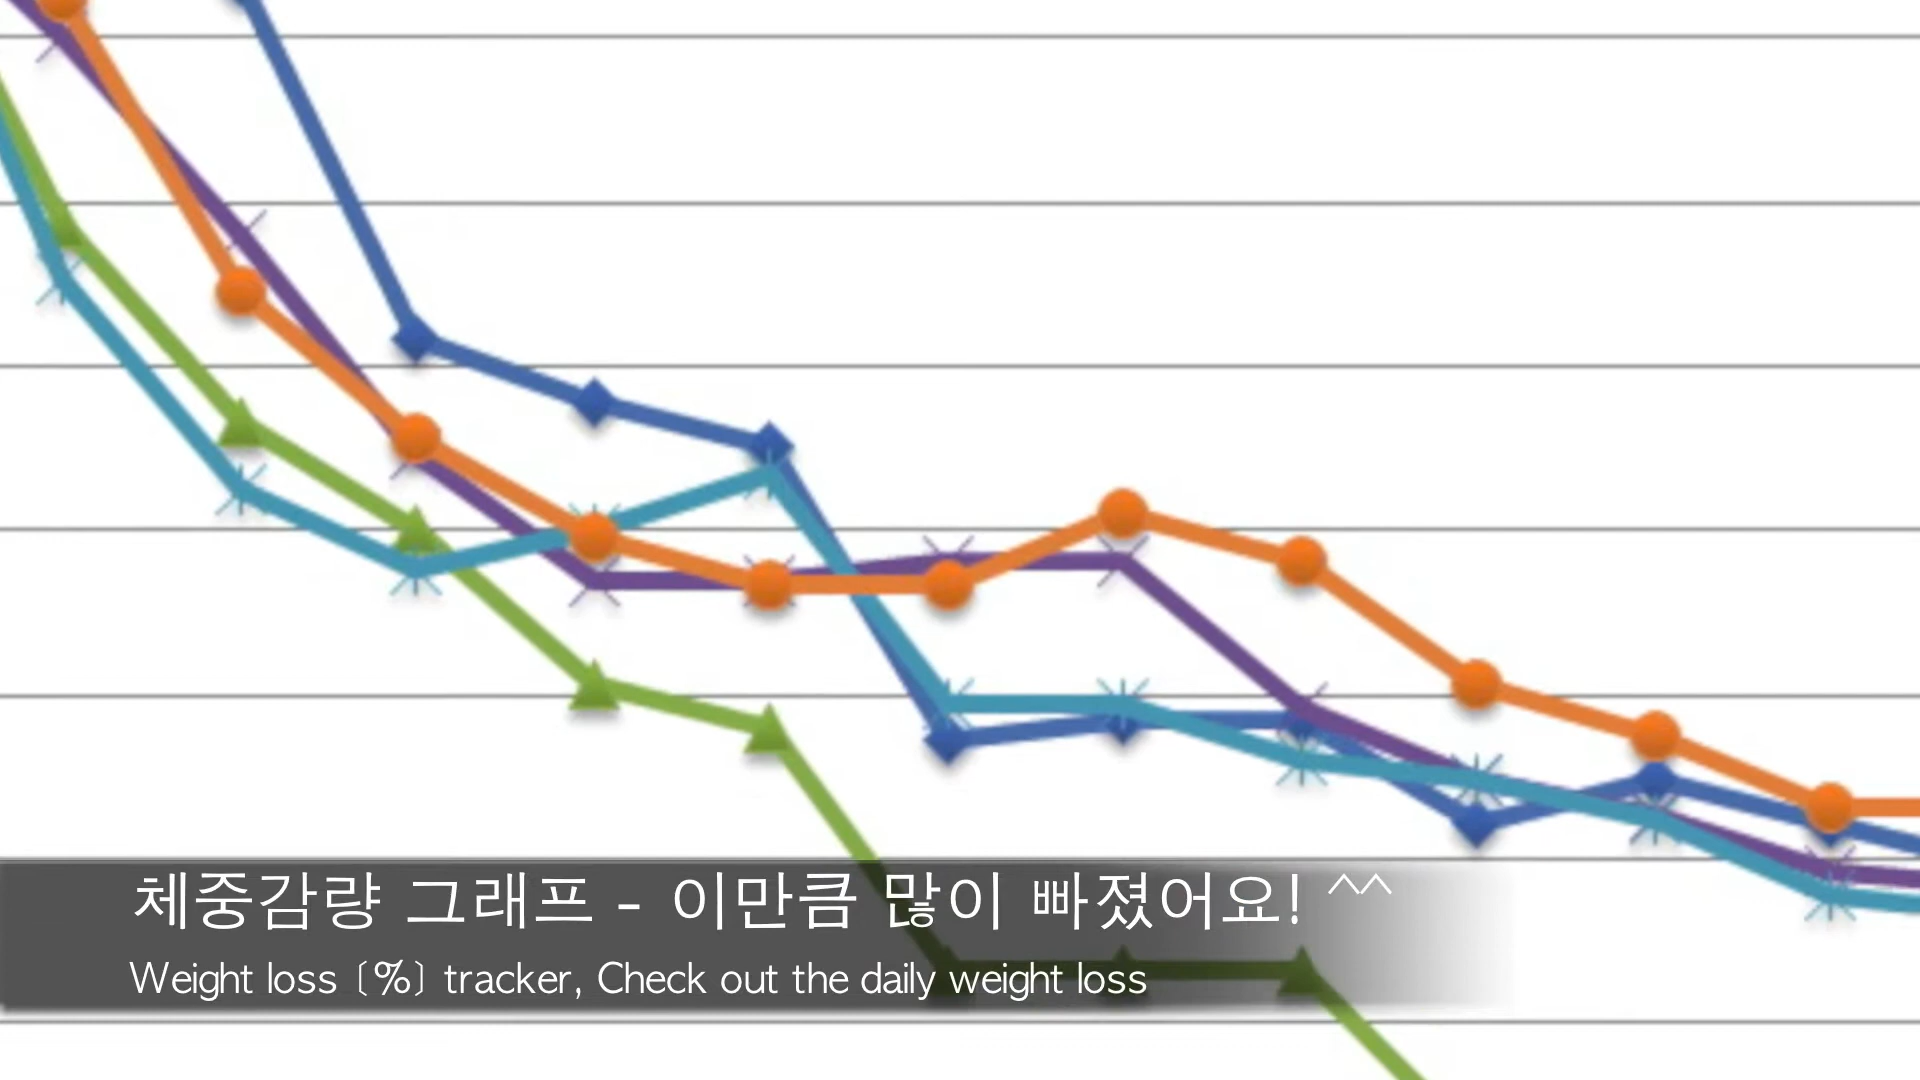 체중감량 그래프 - 이만큼 많이 빠졌어요! ^^
Weight loss [%] tracker, Check out the daily weight loss